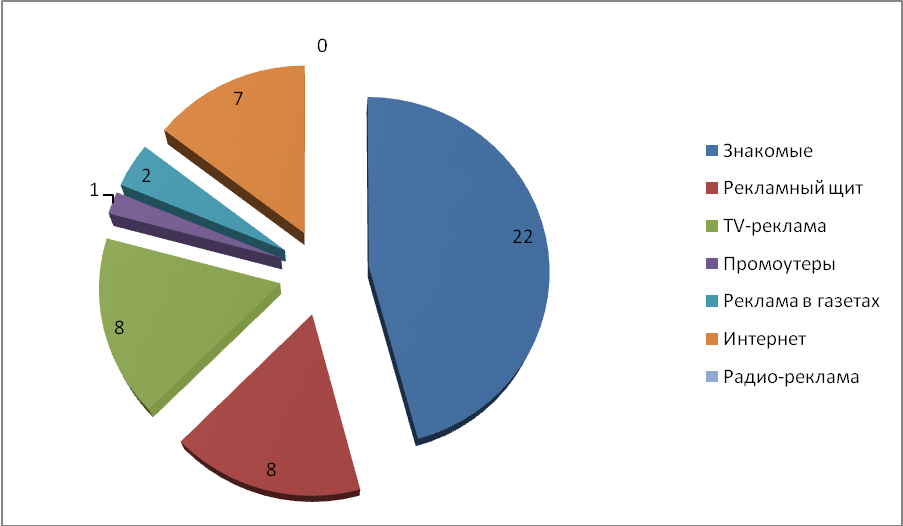 0
7
2
1
22
8
8
Знакомые
Рекламный щит
TV-реклама
Промоутеры
Реклама в газетах
Интернет
Радио-реклама